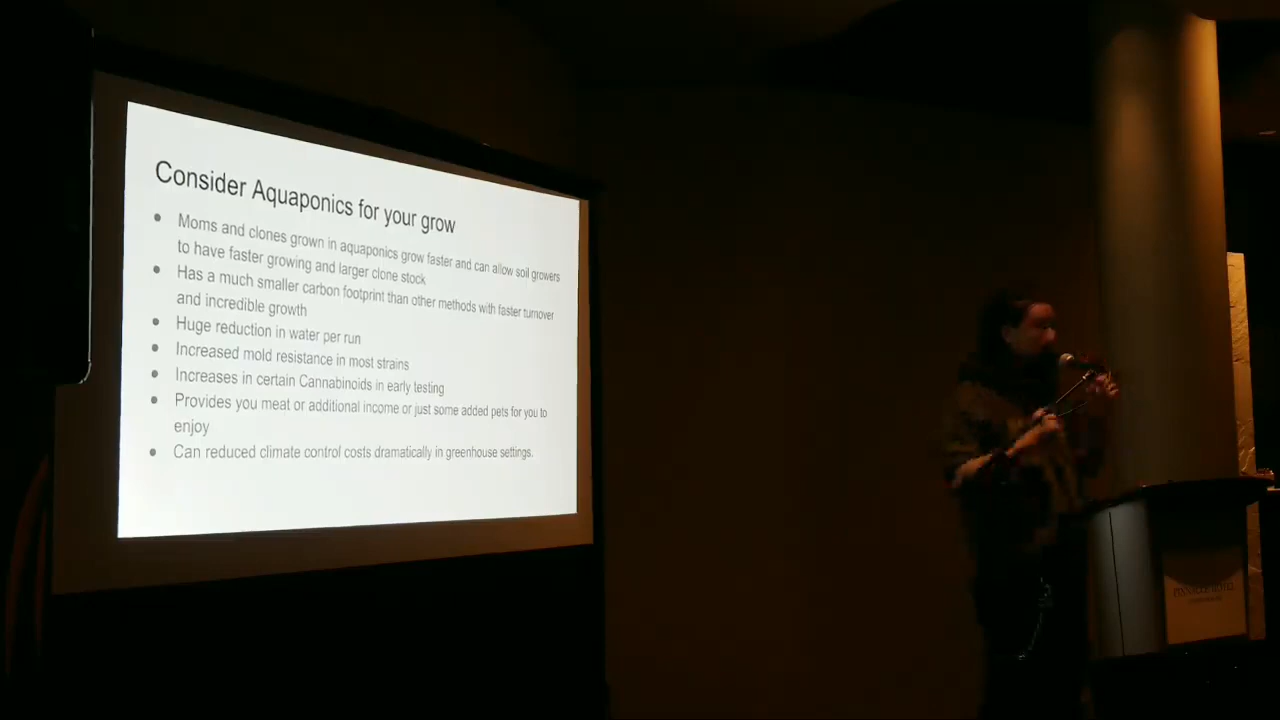 Consider Aquaponics for your grow
● Moms and clones grown in aquaponics grow faster and can allow soil growers
to have faster growing and larger clone stock
● Has a much smaller carbon footprint than other methods with faster turnover
and incredible growth
● Huge reduction in water per run
● Increased mold resistance in most strains
● Increases in certain Cannabinoids in early testing
● Provides you meat or additional income or just some added pets for you to
enjoy
● Can reduced climate control costs dramatically in greenhouse settings.